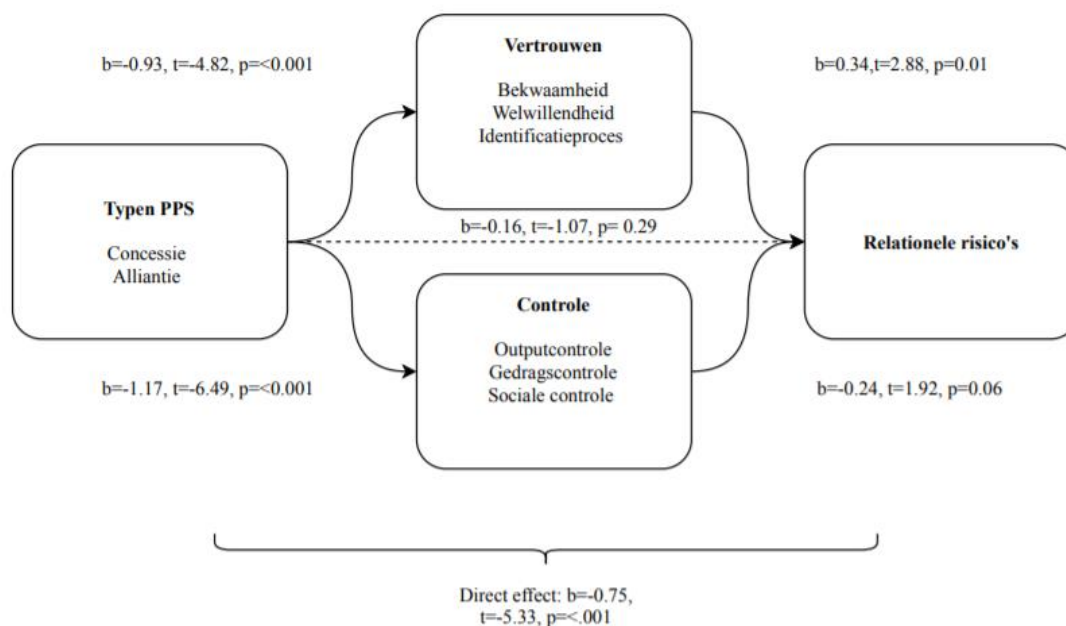 b=-0.93, t=-4.82, p=<0.001
Vertrouwen
Bekwaamheid
Welwillendheid
Identificatieproces
b=0.34,t=2.88, p=0.01
Typen PPS
Concessie
Alliantie
b=-0.16, t=-1.07, p= 0.29
Relationele risico's
Controle
Outputcontrole
Gedragscontrole
Sociale controle
b=-1.17, t=-6.49, p=<0.001
b=-0.24, t=1.92, p=0.06
Direct effect: b=-0.75,
t=-5.33, p=<.001